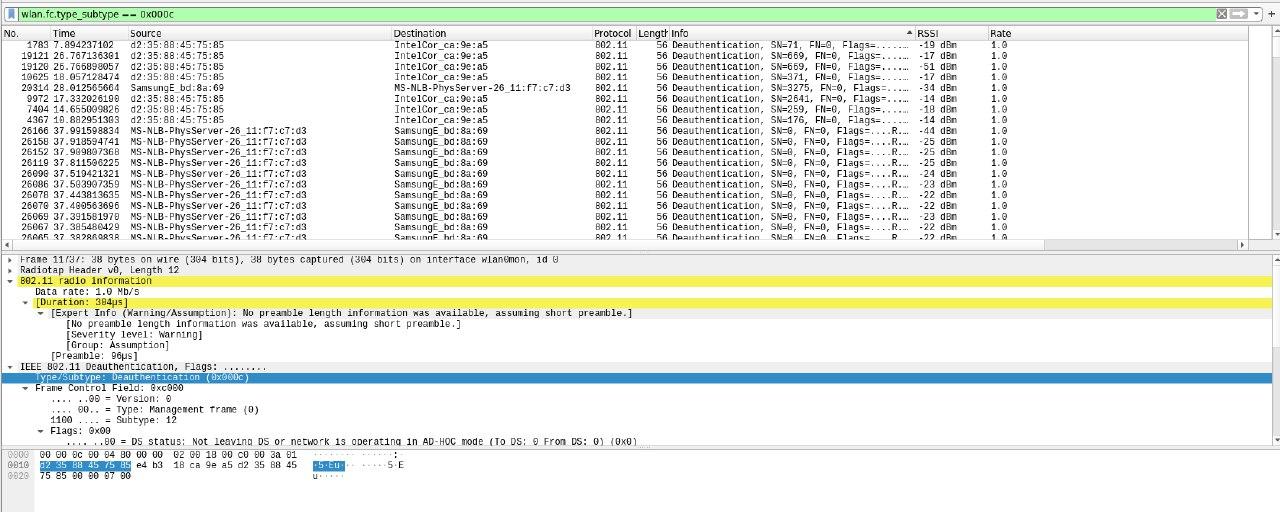 wlan.fc.type_subtype == 0x000c
No. Time Source Destination Protocol Length Info RSSI Rate
1783 7.894237102 d2:35:88:45:75:85 IntelCor_ca:9e:a5 802.11 56 Deauthentication, SN=71, FN=0, Flags=....... -19 dBm 1.0
19121 26.767136301 d2:35:88:45:75:85 IntelCor_ca:9e:a5 802.11 56 Deauthentication, SN=669, FN=0, Flags=...... -17 dBm 1.0
19120 26.766898057 d2:35:88:45:75:85 IntelCor_ca:9e:a5 802.11 56 Deauthentication, SN=669, FN=0, Flags=...... -51 dBm 1.0
10625 18.057128474 d2:35:88:45:75:85 IntelCor_ca:9e:a5 802.11 56 Deauthentication, SN=371, FN=0, Flags=...... -17 dBm 1.0
20314 28.012565664 SamsungE_bd:8a:69 MS-NLB-PhysServer-26_11:f7:c7:d3 802.11 56 Deauthentication, SN=3275, FN=0, Flags=..... -34 dBm 1.0
9972 17.332026190 d2:35:88:45:75:85 IntelCor_ca:9e:a5 802.11 56 Deauthentication, SN=2641, FN=0, Flags=..... -14 dBm 1.0
7404 14.655009826 d2:35:88:45:75:85 IntelCor_ca:9e:a5 802.11 56 Deauthentication, SN=259, FN=0, Flags=...... -18 dBm 1.0
4367 10.882951303 d2:35:88:45:75:85 IntelCor_ca:9e:a5 802.11 56 Deauthentication, SN=176, FN=0, Flags=...... -14 dBm 1.0
26166 37.991598834 MS-NLB-PhysServer-26_11:f7:c7:d3 SamsungE_bd:8a:69 802.11 56 Deauthentication, SN=0, FN=0, Flags=....R... -44 dBm 1.0
26158 37.918594741 MS-NLB-PhysServer-26_11:f7:c7:d3 SamsungE_bd:8a:69 802.11 56 Deauthentication, SN=0, FN=0, Flags=....R... -25 dBm 1.0
26152 37.909807368 MS-NLB-PhysServer-26_11:f7:c7:d3 SamsungE_bd:8a:69 802.11 56 Deauthentication, SN=0, FN=0, Flags=....R... -25 dBm 1.0
26119 37.811506225 MS-NLB-PhysServer-26_11:f7:c7:d3 SamsungE_bd:8a:69 802.11 56 Deauthentication, SN=0, FN=0, Flags=....R... -25 dBm 1.0
26090 37.519421321 MS-NLB-PhysServer-26_11:f7:c7:d3 SamsungE_bd:8a:69 802.11 56 Deauthentication, SN=0, FN=0, Flags=....R... -24 dBm 1.0
26086 37.503907359 MS-NLB-PhysServer-26_11:f7:c7:d3 SamsungE_bd:8a:69 802.11 56 Deauthentication, SN=0, FN=0, Flags=....R... -23 dBm 1.0
26078 37.443813635 MS-NLB-PhysServer-26_11:f7:c7:d3 SamsungE_bd:8a:69 802.11 56 Deauthentication, SN=0, FN=0, Flags=....R... -22 dBm 1.0
26070 37.400563696 MS-NLB-PhysServer-26_11:f7:c7:d3 SamsungE_bd:8a:69 802.11 56 Deauthentication, SN=0, FN=0, Flags=....R... -22 dBm 1.0
26069 37.391581970 MS-NLB-PhysServer-26_11:f7:c7:d3 SamsungE_bd:8a:69 802.11 56 Deauthentication, SN=0, FN=0, Flags=....R... -23 dBm 1.0
26067 37.385480429 MS-NLB-PhysServer-26_11:f7:c7:d3 SamsungE_bd:8a:69 802.11 56 Deauthentication, SN=0, FN=0, Flags=....R... -22 dBm 1.0
26065 37.382869838 MS-NLB-PhysServer-26_11:f7:c7:d3 SamsungE_bd:8a:69 802.11 56 Deauthentication, SN=0, FN=0, Flags=....R... -22 dBm 1.0
Frame 11737: 38 bytes on wire (304 bits), 38 bytes captured (304 bits) on interface wlan0mon, id 0
Radiotap Header v0, Length 12
802.11 radio information
Data rate: 1.0 Mb/s
[Duration: 304µs]
[Expert Info (Warning/Assumption): No preamble length information was available, assuming short preamble.]
[No preamble length information was available, assuming short preamble.]
[Severity level: Warning]
[Group: Assumption]
[Preamble: 96µs]
IEEE 802.11 Deauthentication, Flags: ........
Type/Subtype: Deauthentication (0x000c)
Frame Control Field: 0xc000
.... ..00 = Version: 0
.... 00.. = Type: Management frame (0)
1100 .... = Subtype: 12
Flags: 0x00
.... ..00 = DS status: Not leaving DS or network is operating in AD-HOC mode (To DS: 0 From DS: 0) (0x0)
0000 00 00 0c 00 04 80 00 00 02 00 18 00 c0 00 3a 01 ········ ······:·
0010 d2 35 88 45 75 85 e4 b3 18 ca 9e a5 d2 35 88 45 ·5·Eu··· ·····5·E
0020 75 85 00 00 07 00 u·····